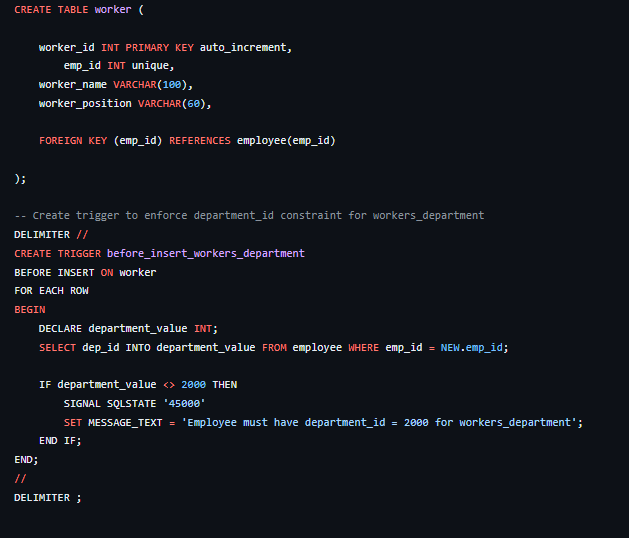 CREATE TABLE worker (
worker_id INT PRIMARY KEY auto_increment,
emp_id INT unique,
worker_name VARCHAR(100),
worker_position VARCHAR(60),
FOREIGN KEY (emp_id) REFERENCES employee(emp_id)
);
-- Create trigger to enforce department_id constraint for workers_department
DELIMITER //
CREATE TRIGGER before_insert_workers_department
BEFORE INSERT ON worker
FOR EACH ROW
BEGIN
DECLARE department_value INT;
SELECT dep_id INTO department_value FROM employee WHERE emp_id = NEW.emp_id;
IF department_value <> 2000 THEN
SIGNAL SQLSTATE '45000'
SET MESSAGE_TEXT = 'Employee must have department_id = 2000 for workers_department';
END IF;
END;
//
DELIMITER ;